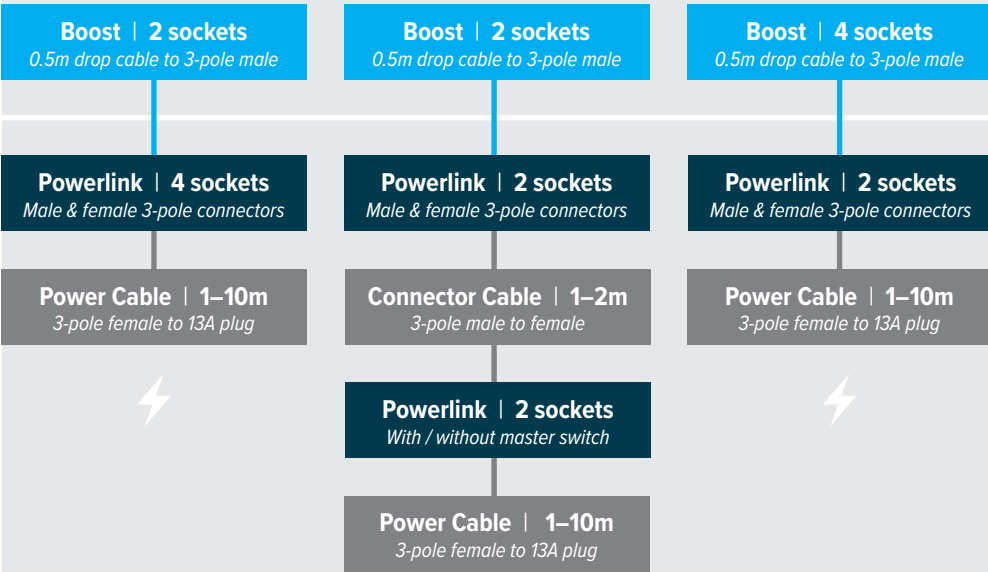 Boost | 2 sockets
0.5m drop cable to 3-pole male
Boost | 2 sockets
0.5m drop cable to 3-pole male
Boost | 4 sockets
0.5m drop cable to 3-pole male
Powerlink | 4 sockets
Male & female 3-pole connectors
Powerlink | 2 sockets
Male & female 3-pole connectors
Powerlink | 2 sockets
Male & female 3-pole connectors
Power Cable | 1–10m
3-pole female to 13A plug
Connector Cable | 1–2m
3-pole male to female
Power Cable | 1–10m
3-pole female to 13A plug
Powerlink | 2 sockets
With / without master switch
Power Cable | 1–10m
3-pole female to 13A plug